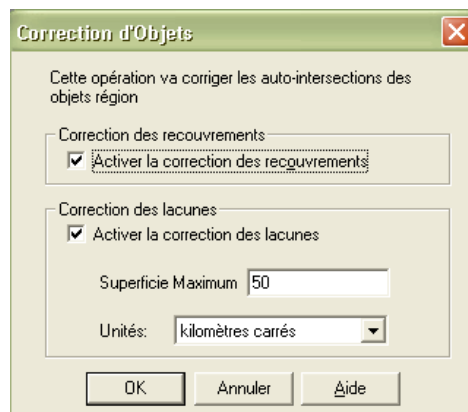 Correction d'Objets
Cette opération va corriger les auto-intersections des
objets région
Correction des recouvrements
Activer la correction des recouvrements
Correction des lacunes
Activer la correction des lacunes
Superficie Maximum 50
Unités: kilomètres carrés
OK Annuler Aide